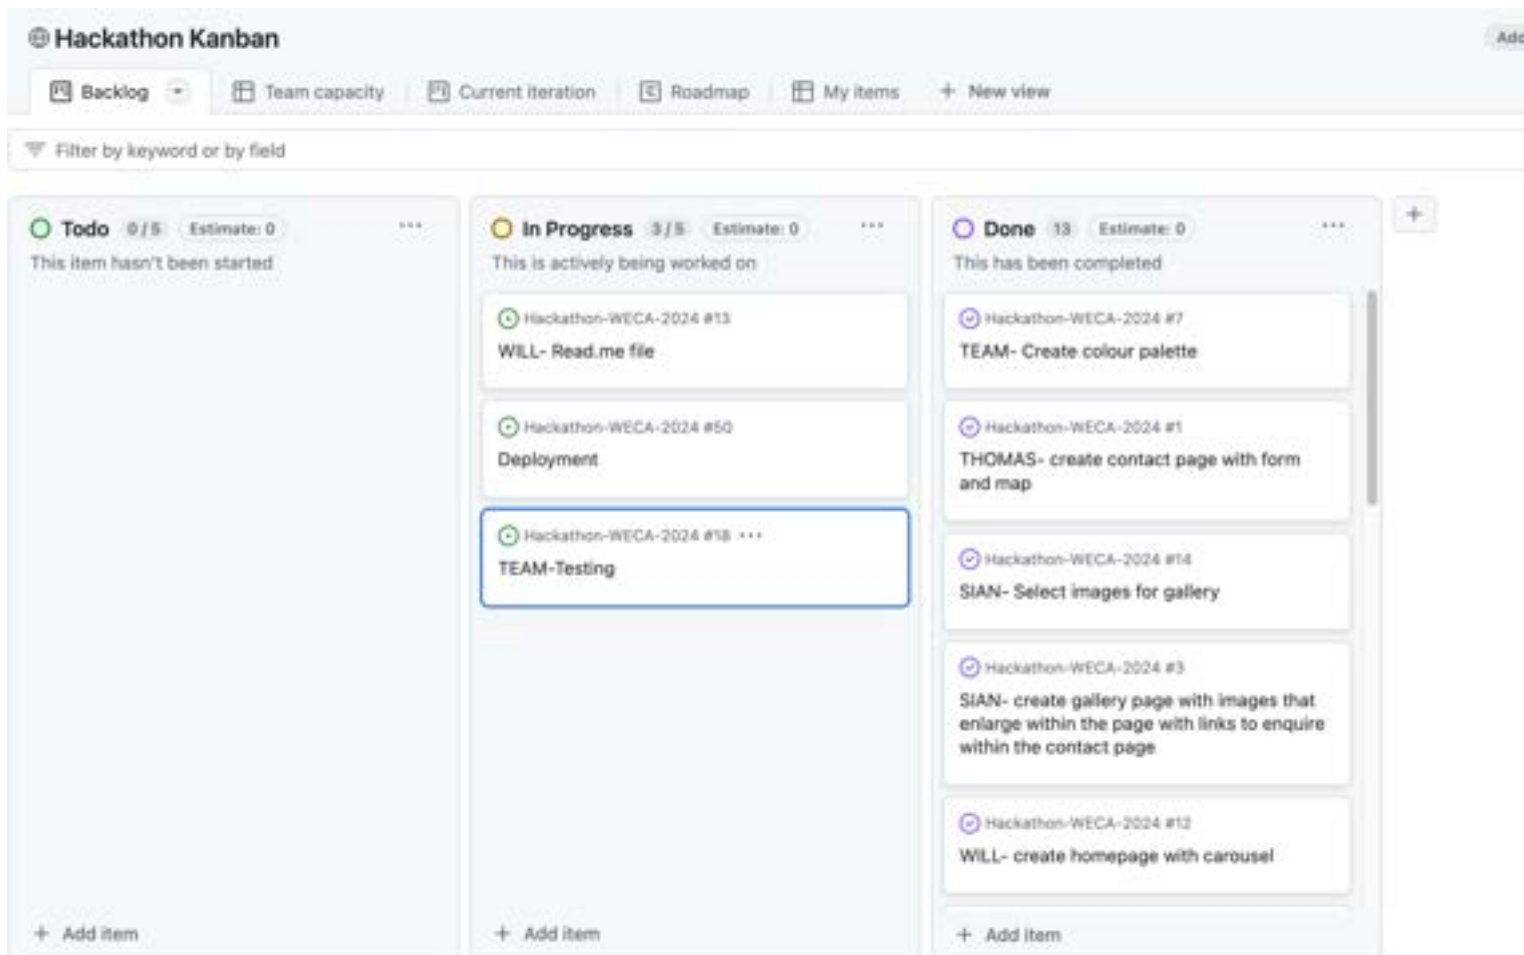 Hackathon Kanban
Add
Backlog
Team capacity
Current iteration
Roadmap
My items
+ New view
Filter by keyword or by field
Todo 0 / 5 Estimate: 0 ...
This item hasn't been started
+ Add item
In Progress 3 / 5 Estimate: 0 ...
This is actively being worked on
Hackathon-WECA-2024 #13
WILL- Read.me file
Hackathon-WECA-2024 #50
Deployment
Hackathon-WECA-2024 #18 ...
TEAM-Testing
+ Add item
Done 13 Estimate: 0 ...
This has been completed
Hackathon-WECA-2024 #7
TEAM- Create colour palette
Hackathon-WECA-2024 #1
THOMAS- create contact page with form
and map
Hackathon-WECA-2024 #14
SIAN- Select images for gallery
Hackathon-WECA-2024 #3
SIAN- create gallery page with images that
enlarge within the page with links to enquire
within the contact page
Hackathon-WECA-2024 #12
WILL- create homepage with carousel
+ Add item
+